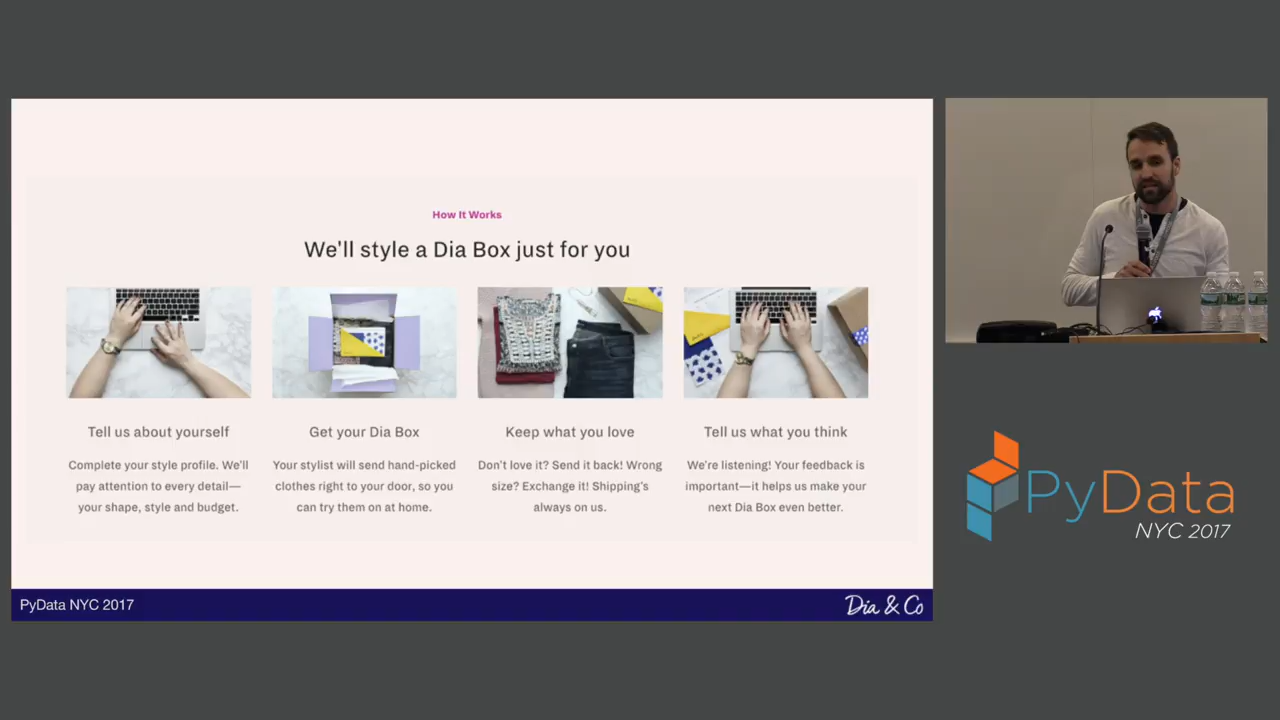 How It Works
We'll style a Dia Box just for you
Tell us about yourself
Complete your style profile. We'll
pay attention to every detail—
your shape, style and budget.
Get your Dia Box
Your stylist will send hand-picked
clothes right to your door, so you
can try them on at home.
Keep what you love
Don't love it? Send it back! Wrong
size? Exchange it! Shipping's
always on us.
Tell us what you think
We're listening! Your feedback is
important—it helps us make your
next Dia Box even better.
PyData NYC 2017
Dia & Co
PyData
NYC 2017